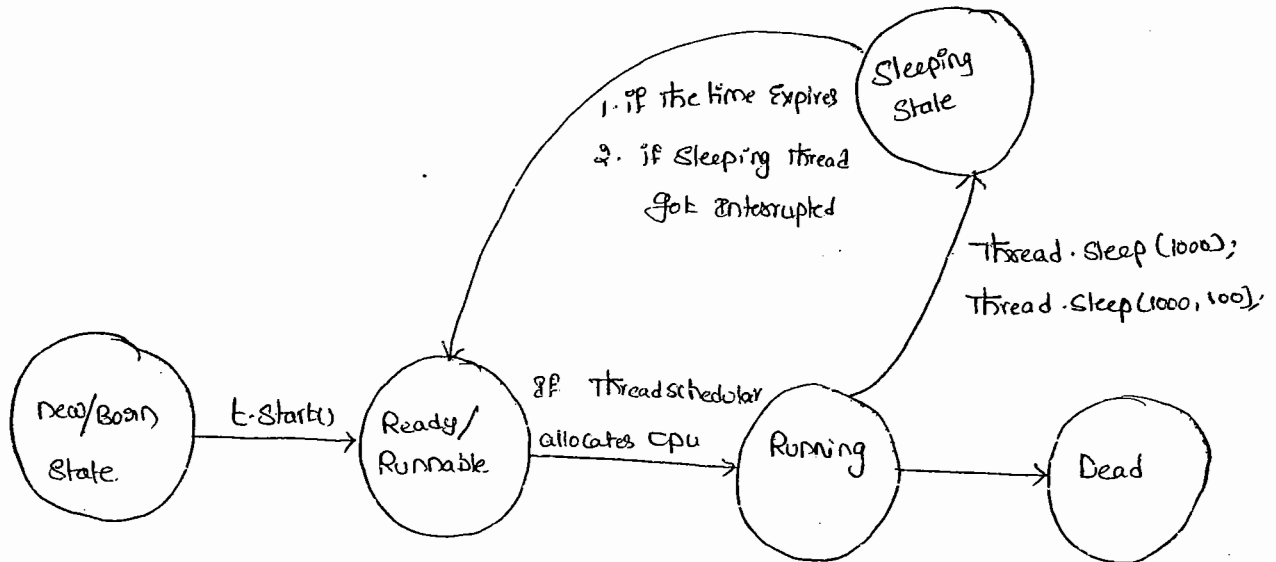 Sleeping
State
1. if the time Expires
2. if Sleeping thread
got interrupted
Thread.Sleep(1000);
Thread.Sleep(1000, 100);
New/Born
State.
t.start()
Ready/
Runnable
If Threadschedular
allocates cpu
Running
Dead